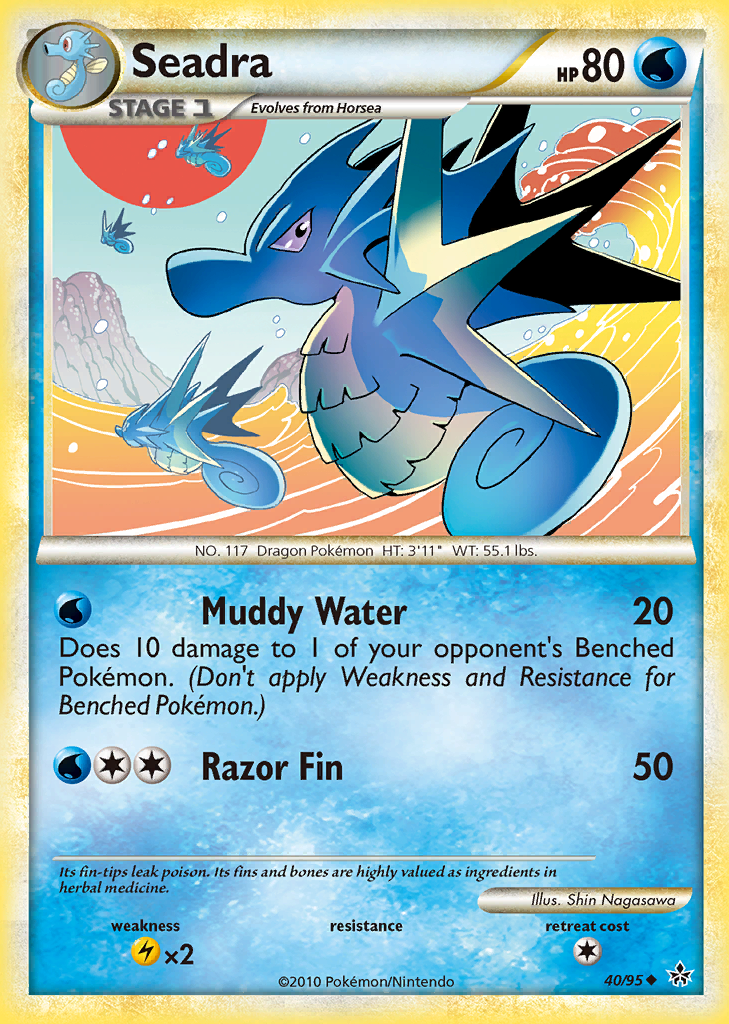 Seadra
HP 80
STAGE 1
Evolves from Horsea
NO. 117 Dragon Pokémon HT: 3'11" WT: 55.1 lbs.
Muddy Water 20
Does 10 damage to 1 of your opponent's Benched
Pokémon. (Don't apply Weakness and Resistance for
Benched Pokémon.)
Razor Fin 50
Its fin-tips leak poison. Its fins and bones are highly valued as ingredients in
herbal medicine.
Illus. Shin Nagasawa
weakness resistance retreat cost
×2
©2010 Pokémon/Nintendo
40/95